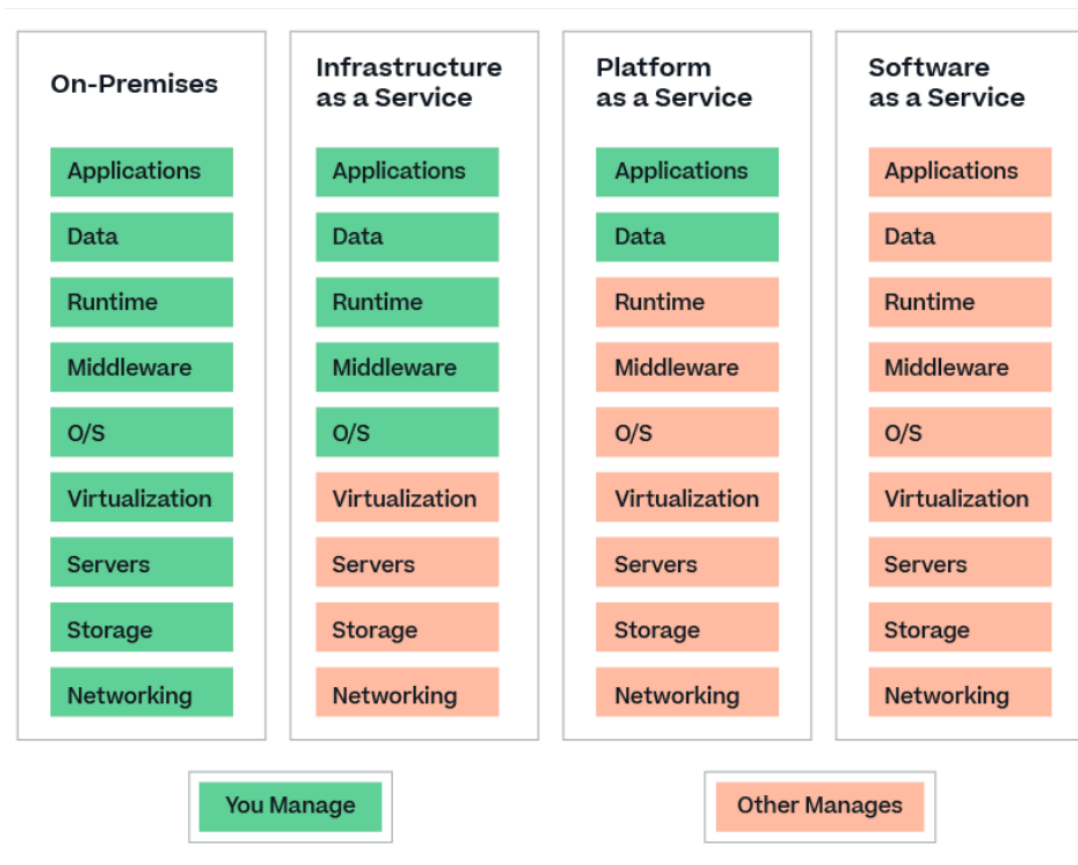 On-Premises
Applications
Data
Runtime
Middleware
O/S
Virtualization
Servers
Storage
Networking
Infrastructure
as a Service
Applications
Data
Runtime
Middleware
O/S
Virtualization
Servers
Storage
Networking
Platform
as a Service
Applications
Data
Runtime
Middleware
O/S
Virtualization
Servers
Storage
Networking
Software
as a Service
Applications
Data
Runtime
Middleware
O/S
Virtualization
Servers
Storage
Networking
You Manage
Other Manages